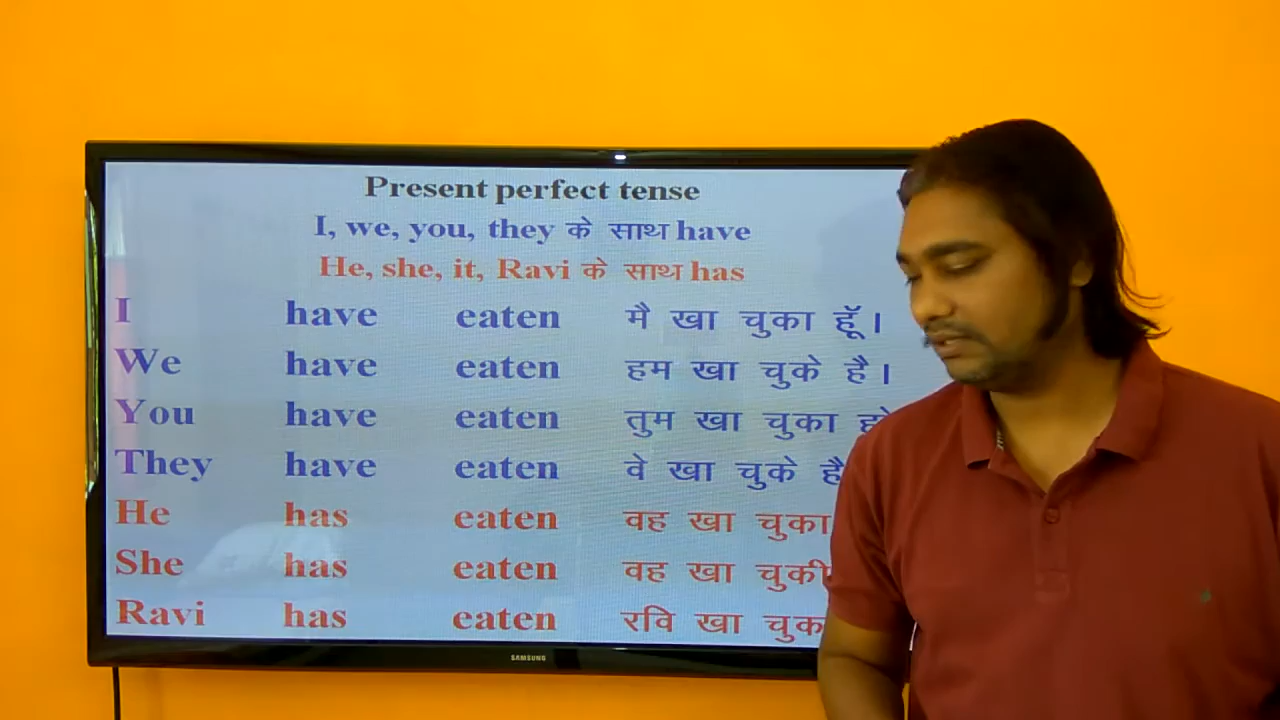 Present perfect tense
I, we, you, they के साथ have
He, she, it, Ravi के साथ has
I have eaten मै खा चुका हूॅ ।
We have eaten हम खा चुके है ।
You have eaten तुम खा चुका
They have eaten वे खा चुके है
He has eaten वह खा चुका
She has eaten वह खा चुकी
Ravi has eaten रवि खा
SAMSUNG